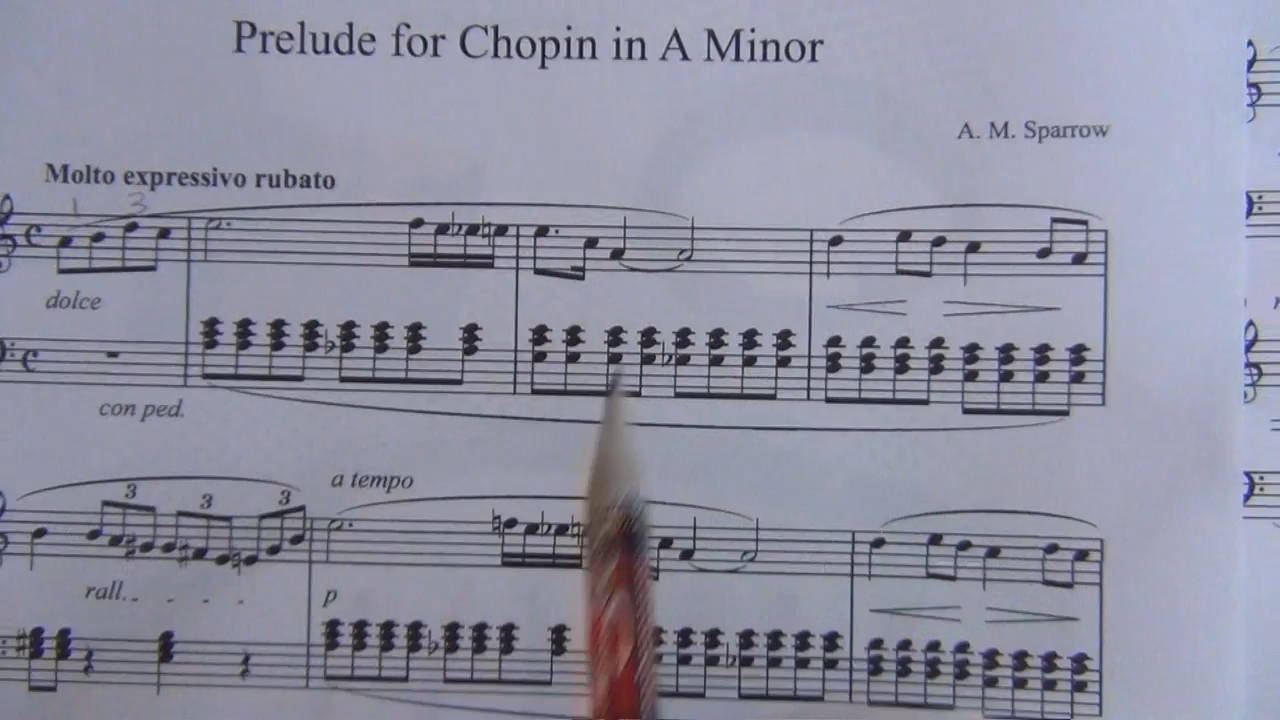 Prelude for Chopin in A Minor
A. M. Sparrow
Molto expressivo rubato
1 3
dolce
con ped.
a tempo
3 3 3
rall.. . . .
p